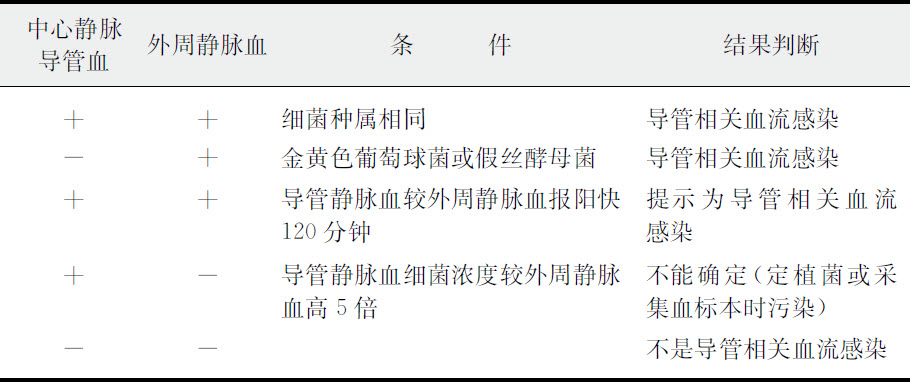 中心静脉导管血 外周静脉血 条 件 结果判断
+ + 细菌种属相同 导管相关血流感染
- + 金黄色葡萄球菌或假丝酵母菌 导管相关血流感染
+ + 导管静脉血较外周静脉血报阳快 提示为导管相关血流
120分钟 感染
+ - 导管静脉血细菌浓度较外周静脉 不能确定(定植菌或采
血高5倍 集血标本时污染)
- - 不是导管相关血流感染